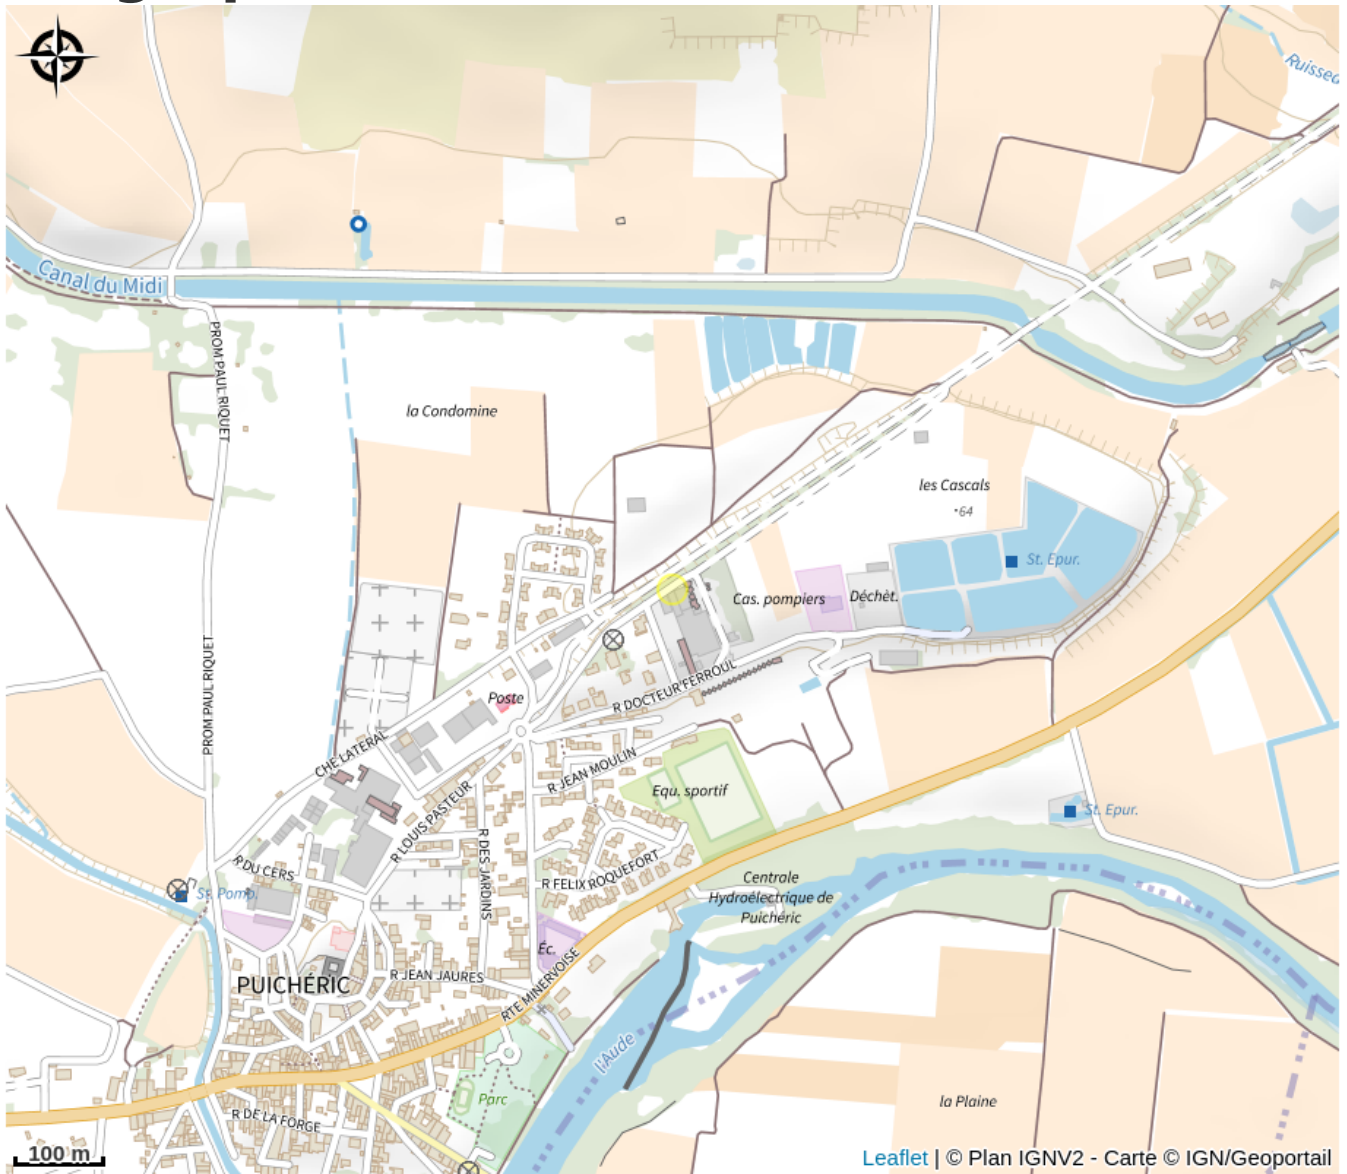 Ruisseau
Canal du Midi
PROM PAUL RIQUET
la Condomine
les Cascals
64
St. Epur.
Cas. pompiers
Déchèt.
PROM PAUL RIQUET
Poste
R DOCTEUR FERROUL
CHE LATERAL
R JEAN MOULIN
Equ. sportif
R LOUIS PASTEUR
St. Epur.
R DES JARDINS
R DU CERS
R FELIX ROQUEFORT
Centrale
Hydroélectrique de
Puichéric
St. Pomp.
Éc.
R JEAN JAURES
PUICHÉRIC
RTE MINERVOISE
l'Aude
Parc
la Plaine
R DE LA FORGE
100 m
Leaflet | © Plan IGNV2 - Carte © IGN/Geoportail